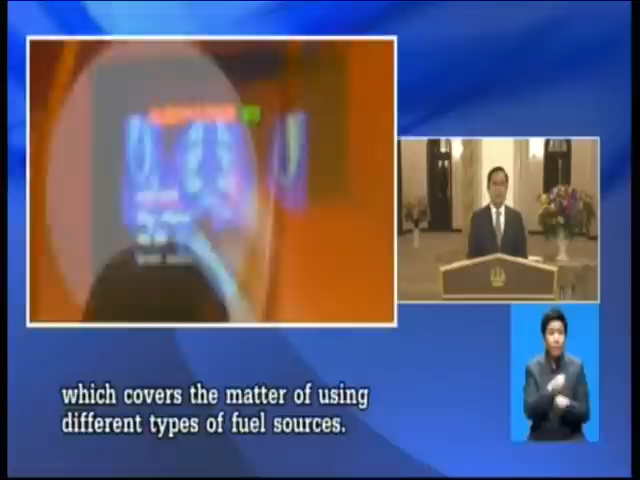 which covers the matter of using
different types of fuel sources.